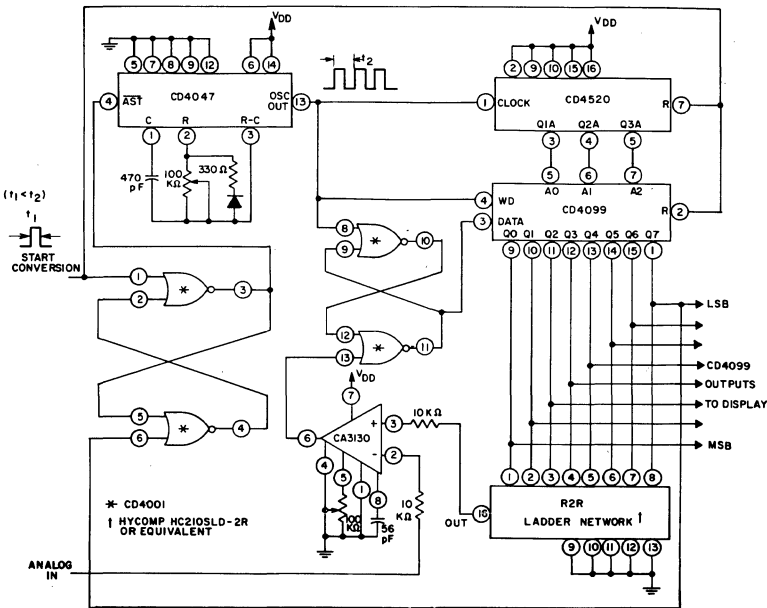 VDD
VDD
5 7 8 9 12
6 14
2 9 10 15 16
t2
4 AST
CD4047
OSC OUT 13
1 CLOCK
CD4520
R 7
C R R-C
1 2 3
Q1A Q2A Q3A
3 4 5
470 pF
100 KΩ
330 Ω
5 6 7
A0 A1 A2
4 WD
3 DATA
CD4099
R 2
Q0 Q1 Q2 Q3 Q4 Q5 Q6 Q7
9 10 11 12 13 14 15 1
(t1 < t2)
t1
START
CONVERSION
8
9
*
10
1
2
*
3
12
13
*
11
LSB
CD4099
OUTPUTS
TO DISPLAY
MSB
VDD
7
5
6
*
4
6
CA3130
+ 3
10 KΩ
- 2
4 5 1 8
100 KΩ
56 pF
10 KΩ
1 2 3 4 5 6 7 8
OUT 16
R2R
LADDER NETWORK †
9 10 11 12 13
* CD4001
† HYCOMP HC210SLD-2R
OR EQUIVALENT
ANALOG
IN